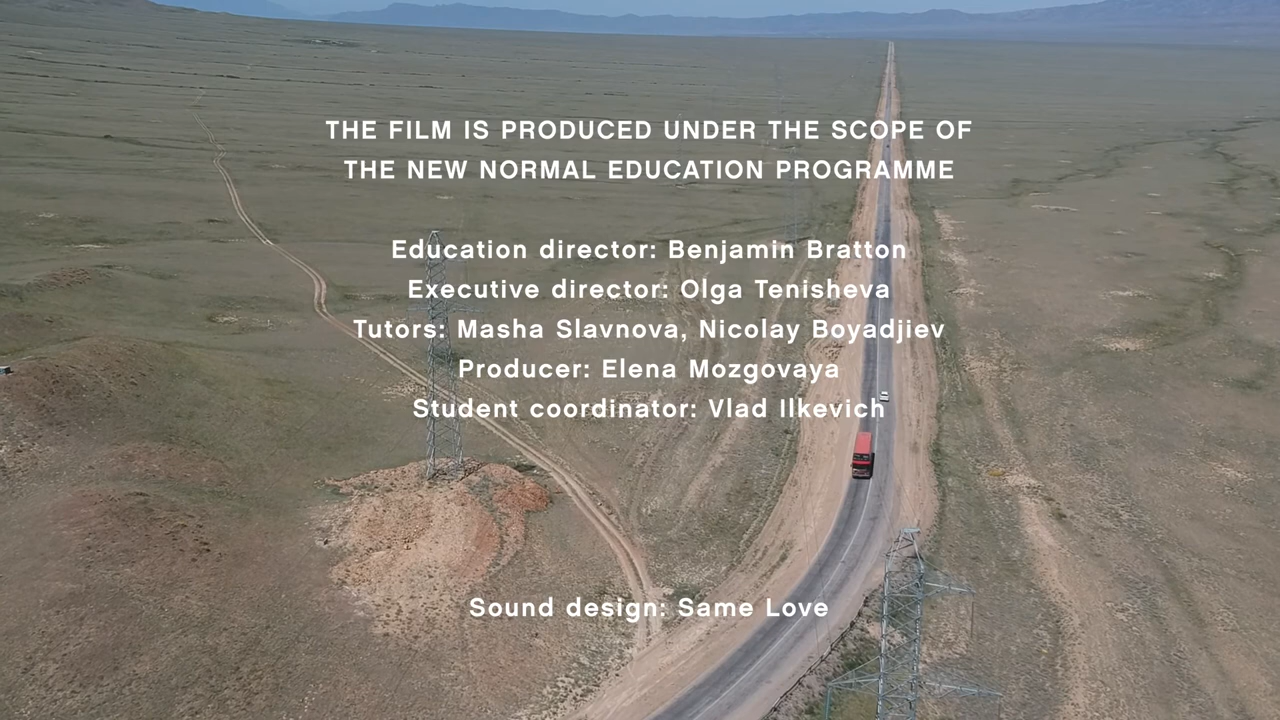 THE FILM IS PRODUCED UNDER THE SCOPE OF
THE NEW NORMAL EDUCATION PROGRAMME
Education director: Benjamin Bratton
Executive director: Olga Tenisheva
Tutors: Masha Slavnova, Nicolay Boyadjiev
Producer: Elena Mozgovaya
Student coordinator: Vlad Ilkevich
Sound design: Same Love